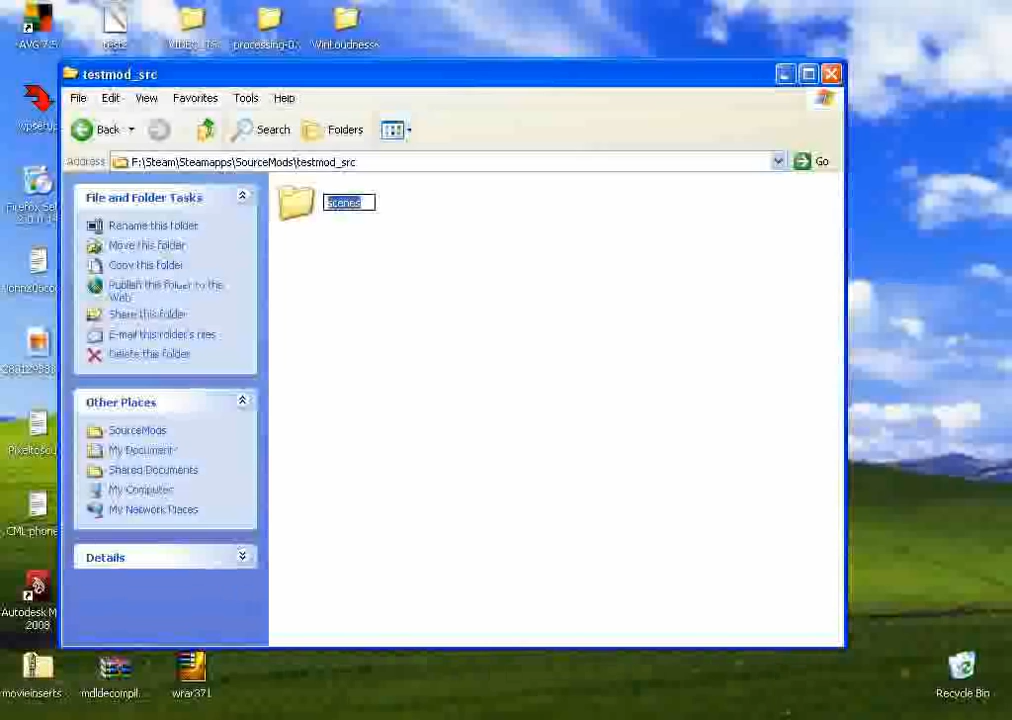 AVG 7.5
tests
processing-0...
WinLoudness
testmod_src
File Edit View Favorites Tools Help
Back Search Folders
Address F:\Steam\Steamapps\SourceMods\testmod_src Go
File and Folder Tasks
Rename this folder
Move this folder
Copy this folder
Publish this folder to the
Web
Share this folder
E-mail this folder's files
Delete this folder
scenes
Other Places
SourceMods
My Documents
Shared Documents
My Computer
My Network Places
Details
CML phone
Autodesk M
2008
movieinserts
mdldecompil...
wrar371
Recycle Bin